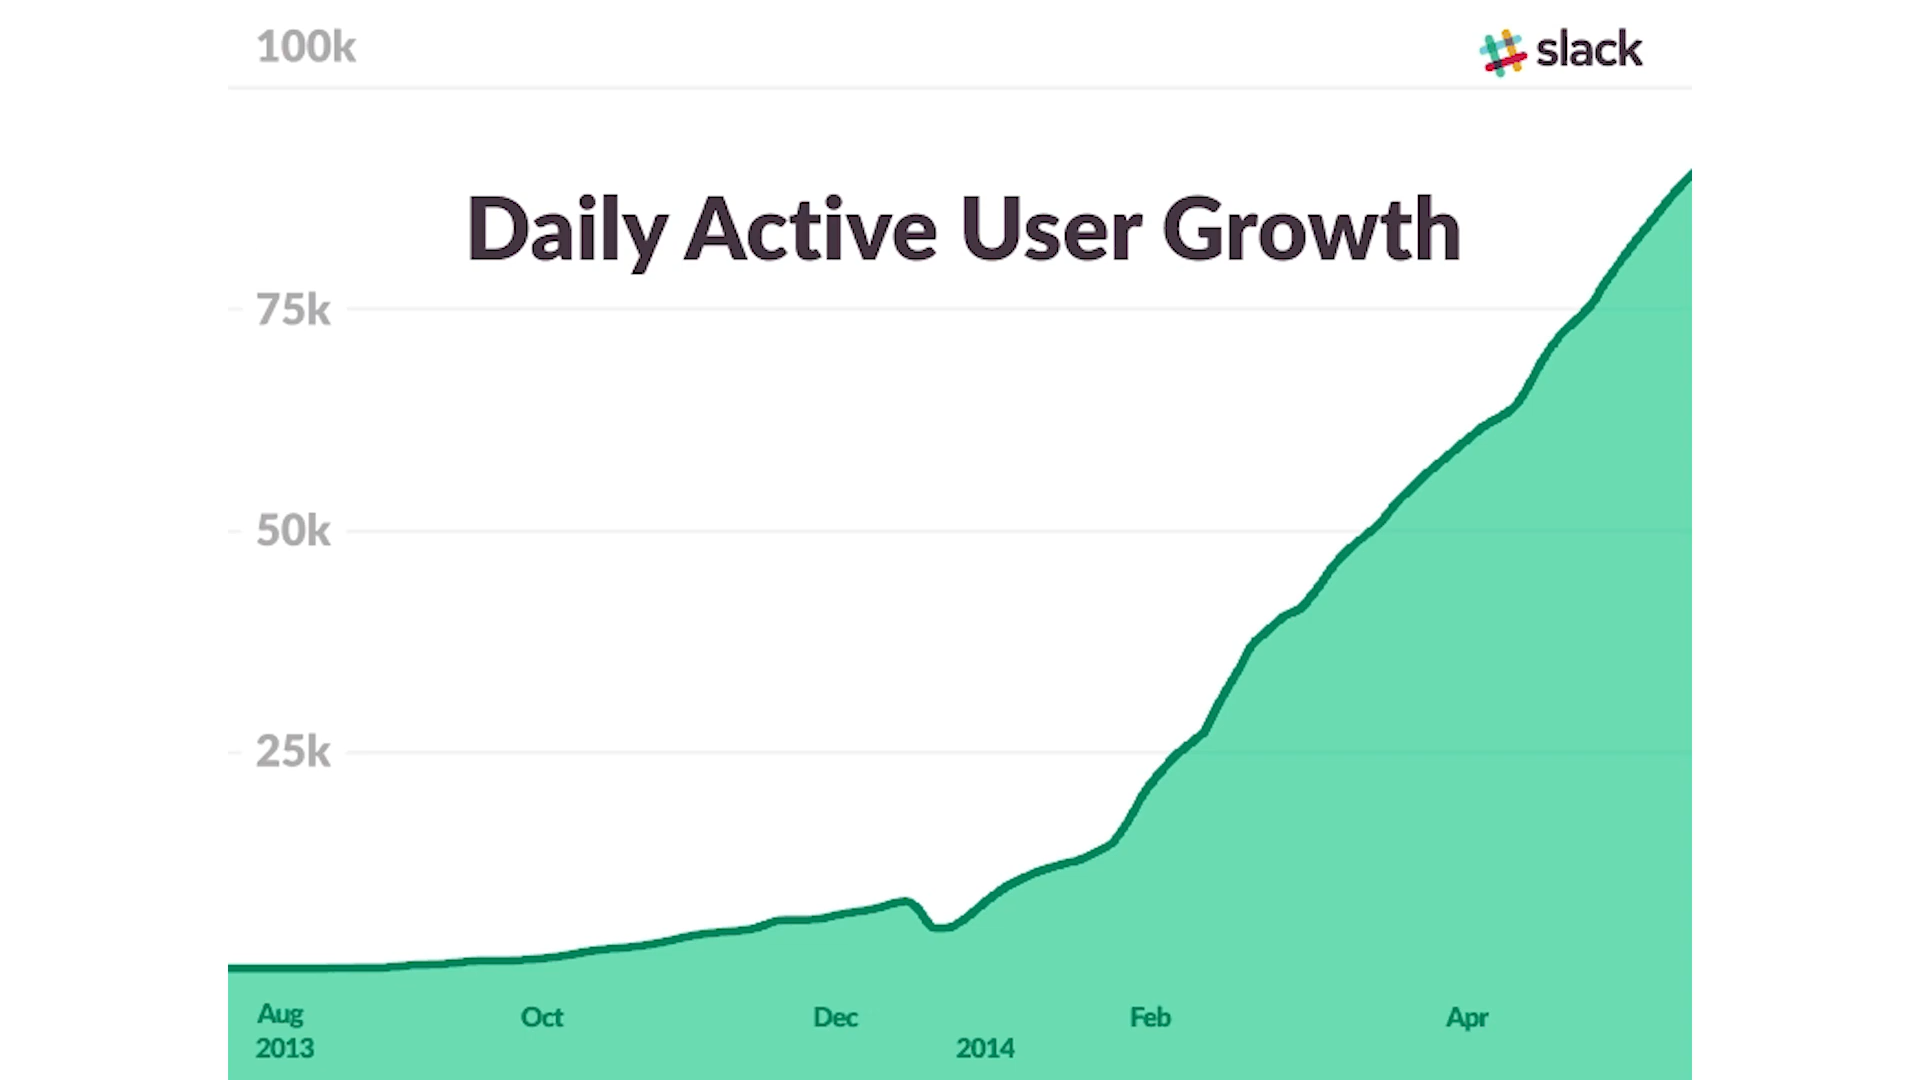 100k
slack
Daily Active User Growth
75k
50k
25k
Aug
2013
Oct
Dec
2014
Feb
Apr